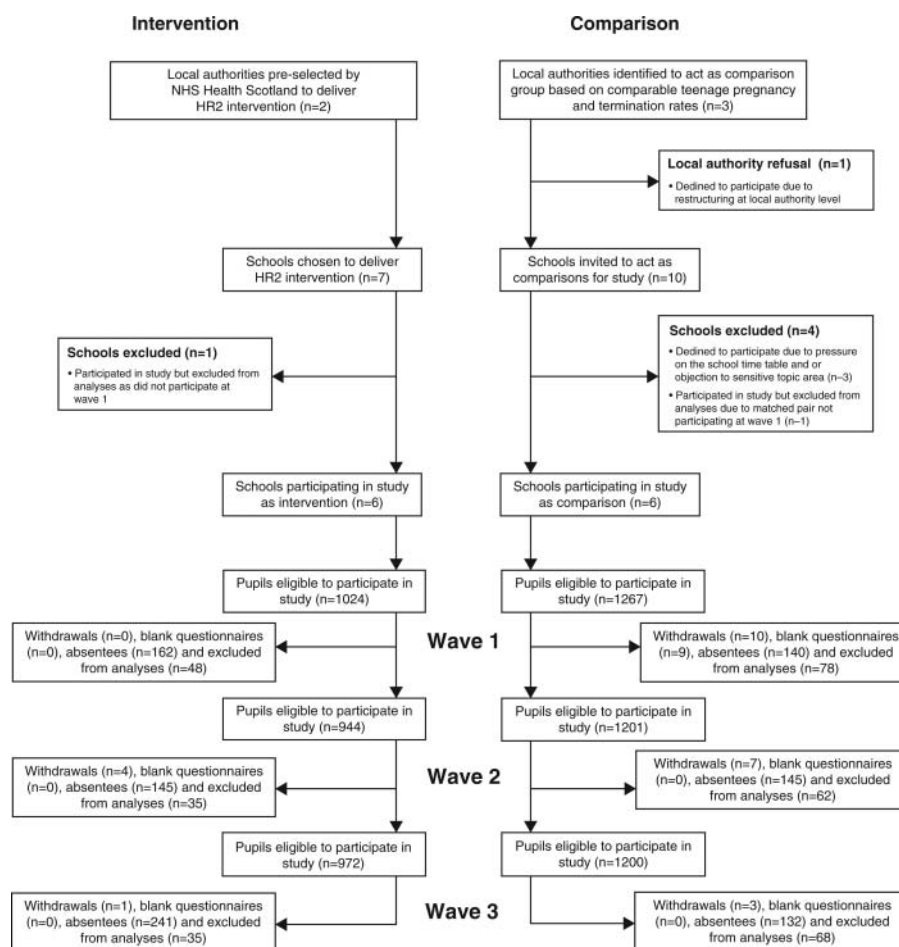 Intervention
Comparison
Local authorities pre-selected by
NHS Health Scotland to deliver
HR2 intervention (n=2)
Local authorities identified to act as comparison
group based on comparable teenage pregnancy
and termination rates (n=3)
Local authority refusal (n=1)
• Dedined to participate due to
restructuring at local authority level
Schools chosen to deliver
HR2 intervention (n=7)
Schools invited to act as
comparisons for study (n=10)
Schools excluded (n=1)
• Participated in study but excluded from
analyses as did not participate at
wave 1
Schools excluded (n=4)
• Dedined to participate due to pressure
on the school time table and or
objection to sensitive topic area (n–3)
• Participated in study but excluded from
analyses due to matched pair not
participating at wave 1 (n–1)
Schools participating in study
as intervention (n=6)
Schools participating in study
as comparison (n=6)
Pupils eligible to participate in
study (n=1024)
Pupils eligible to participate in
study (n=1267)
Wave 1
Withdrawals (n=0), blank questionnaires
(n=0), absentees (n=162) and excluded
from analyses (n=48)
Withdrawals (n=10), blank questionnaires
(n=9), absentees (n=140) and excluded
from analyses (n=78)
Pupils eligible to participate in
study (n=944)
Pupils eligible to participate in
study (n=1201)
Wave 2
Withdrawals (n=4), blank questionnaires
(n=0), absentees (n=145) and excluded
from analyses (n=35)
Withdrawals (n=7), blank questionnaires
(n=0), absentees (n=145) and excluded
from analyses (n=62)
Pupils eligible to participate in
study (n=972)
Pupils eligible to participate in
study (n=1200)
Wave 3
Withdrawals (n=1), blank questionnaires
(n=0), absentees (n=241) and excluded
from analyses (n=35)
Withdrawals (n=3), blank questionnaires
(n=0), absentees (n=132) and excluded
from analyses (n=68)